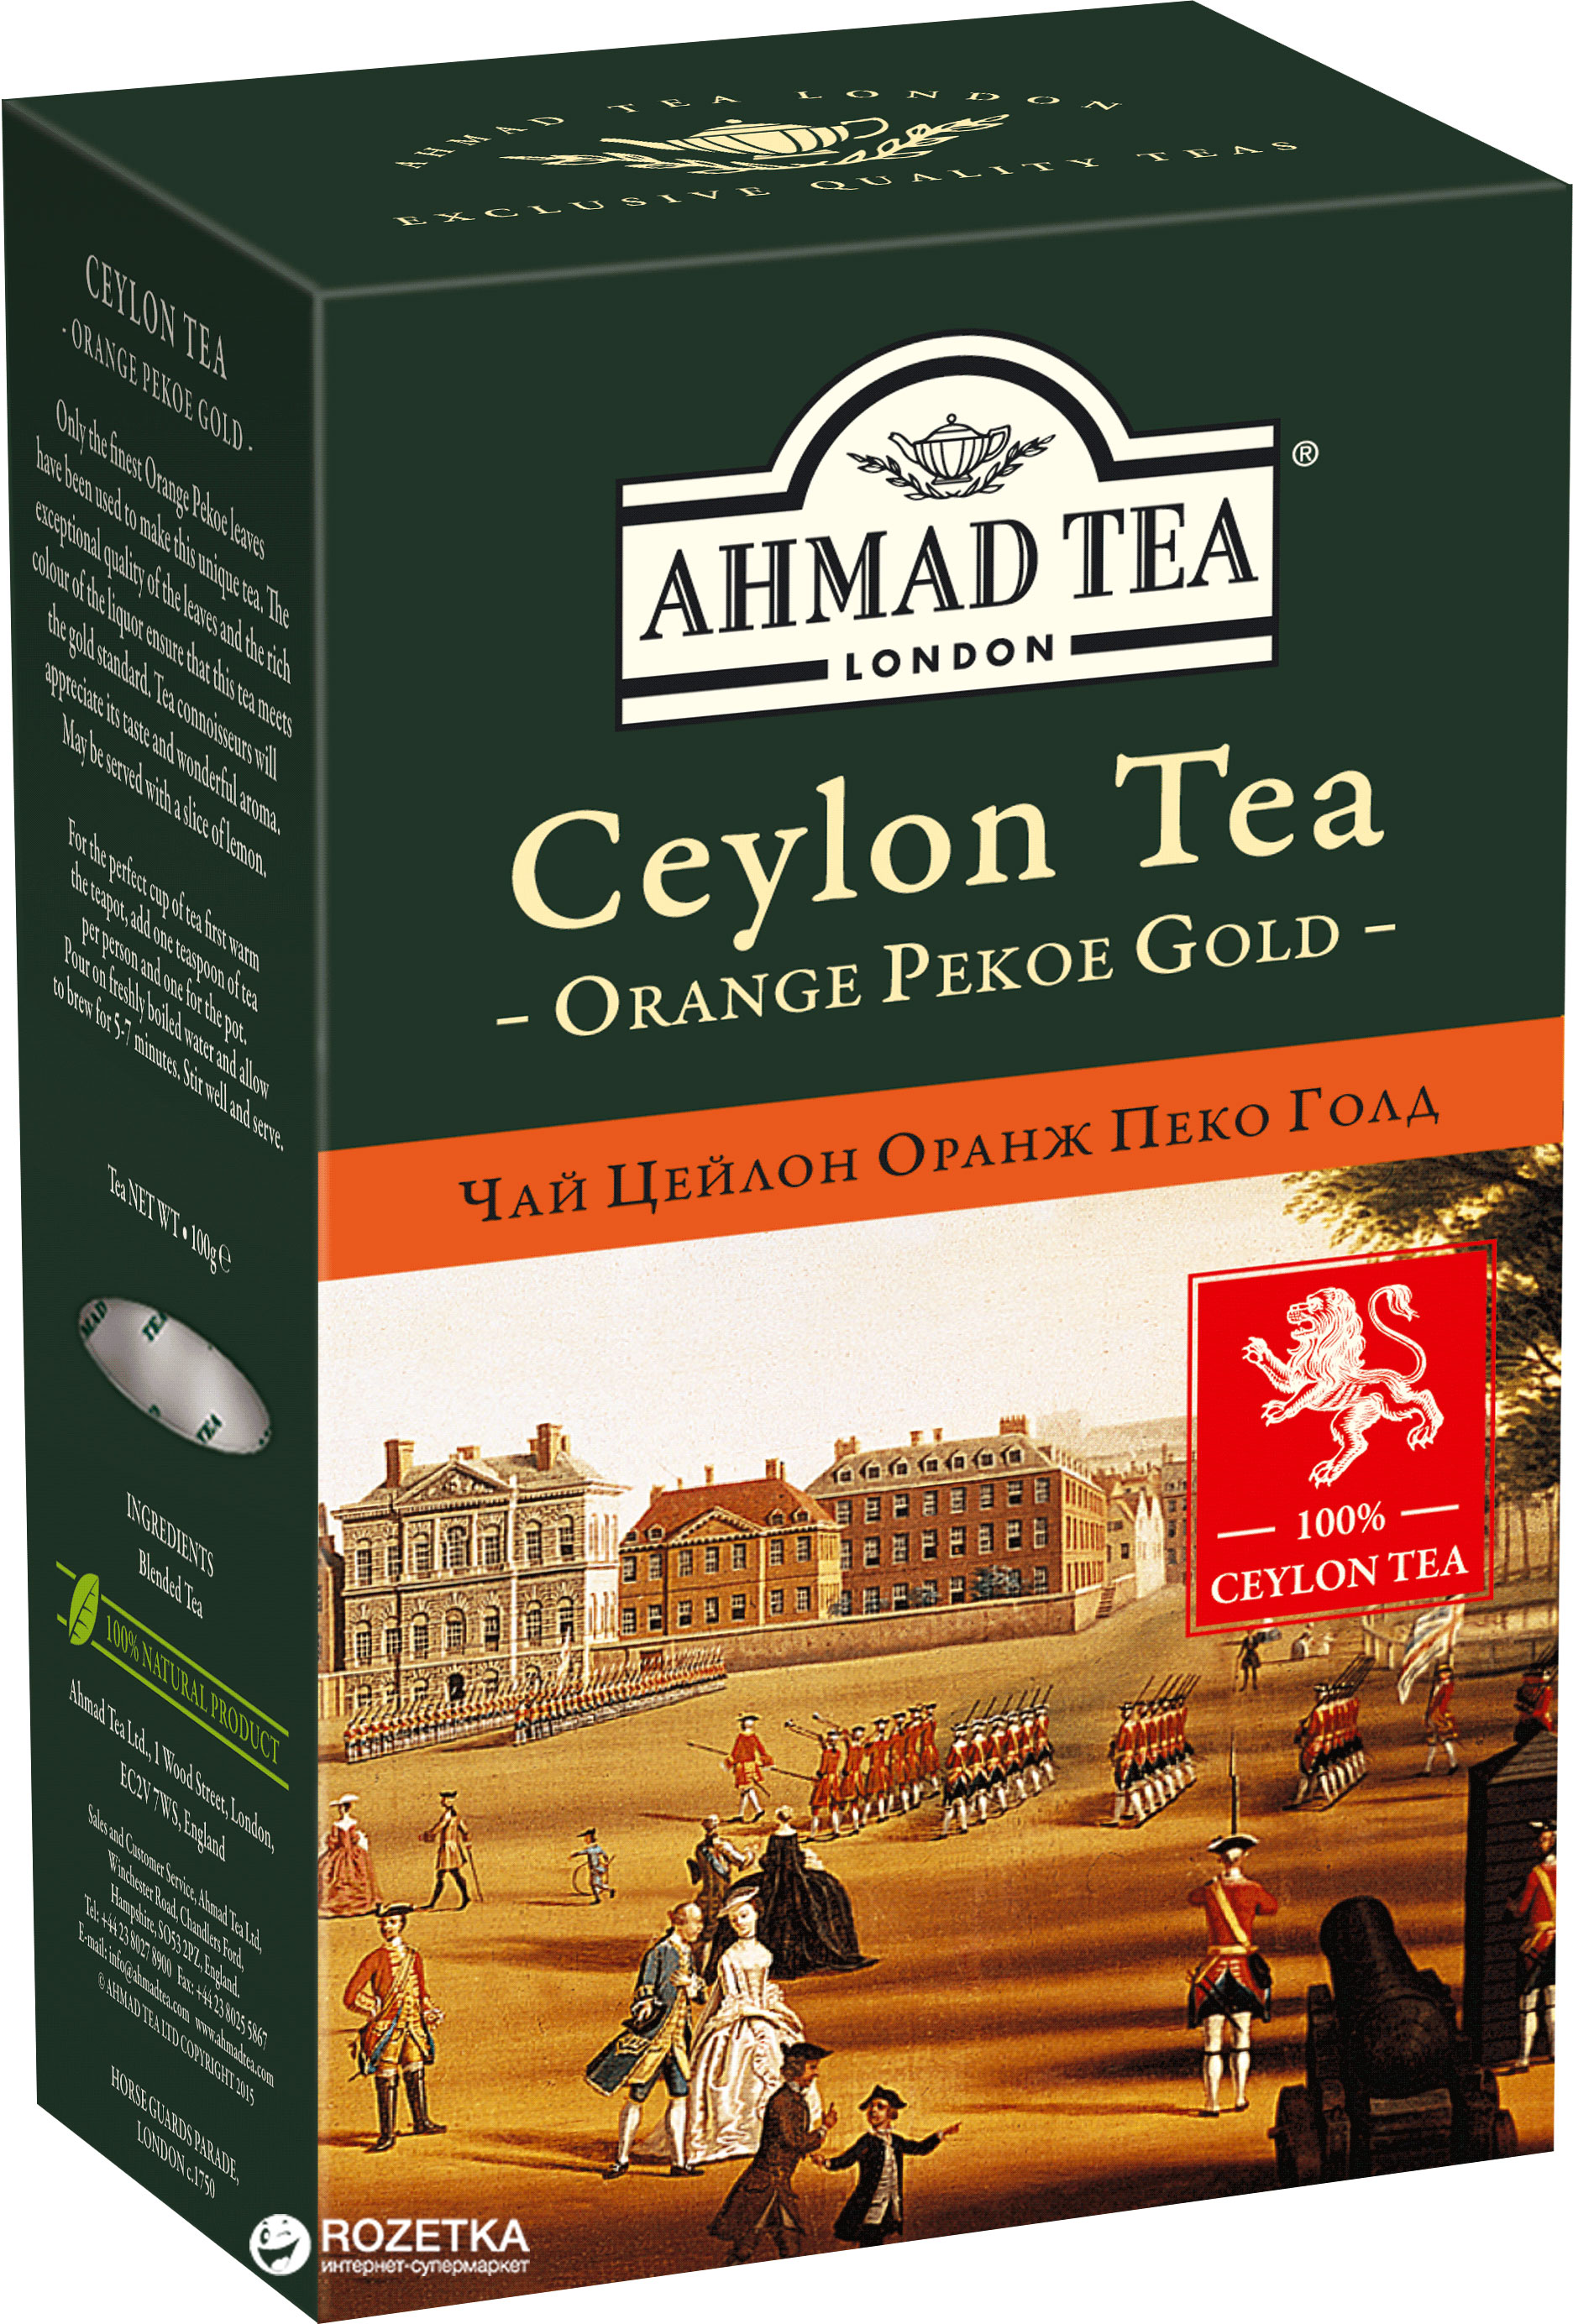 AHMAD TEA LONDON
EXCLUSIVE QUALITY TEAS
CEYLON TEA
- ORANGE PEKOE GOLD -
Only the finest Orange Pekoe leaves
have been used to make this unique tea. The
exceptional quality of the leaves and the rich
colour of the liquor ensure that this tea meets
the gold standard. Tea connoisseurs will
appreciate its taste and wonderful aroma.
May be served with a slice of lemon.
For the perfect cup of tea first warm
the teapot, add one teaspoon of tea
per person and one for the pot.
Pour on freshly boiled water and allow
to brew for 5-7 minutes. Stir well and serve.
Tea NET WT • 100g ℮
MAD
TEA
D
TEA
INGREDIENTS
Blended Tea
100% NATURAL PRODUCT
Ahmad Tea Ltd., 1 Wood Street, London,
EC2V 7WS, England
Sales and Customer Service, Ahmad Tea Ltd,
Winchester Road, Chandlers Ford,
Hampshire, SO53 2PZ, England.
Tel: +44 23 8027 8900 Fax: +44 23 8025 5867
E-mail: info@ahmadtea.com www.ahmadtea.com
© AHMAD TEA LTD COPYRIGHT 2015
HORSE GUARDS PARADE,
LONDON c.1750
AHMAD TEA ®
LONDON
Ceylon Tea
- ORANGE PEKOE GOLD -
ЧАЙ ЦЕЙЛОН ОРАНЖ ПЕКО ГОЛД
100%
CEYLON TEA
ROZETKA
интернет-супермаркет